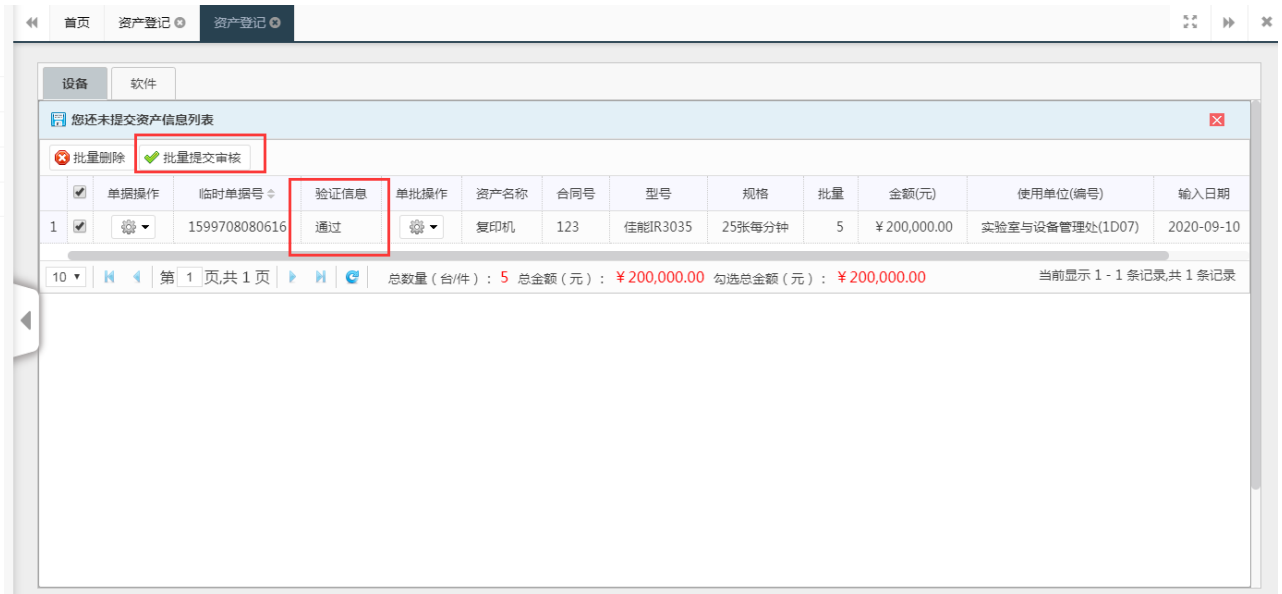 首页 资产登记 资产登记
设备 软件
您还未提交资产信息列表
批量删除 批量提交审核
单据操作 临时单据号 验证信息 单批操作 资产名称 合同号 型号 规格 批量 金额(元) 使用单位(编号) 输入日期
1 1599708080616 通过 复印机 123 佳能IR3035 25张每分钟 5 ¥200,000.00 实验室与设备管理处(1D07) 2020-09-10
10 第 1 页,共 1 页 总数量(台/件): 5 总金额(元): ¥200,000.00 勾选总金额(元): ¥200,000.00 当前显示 1 - 1 条记录,共 1 条记录